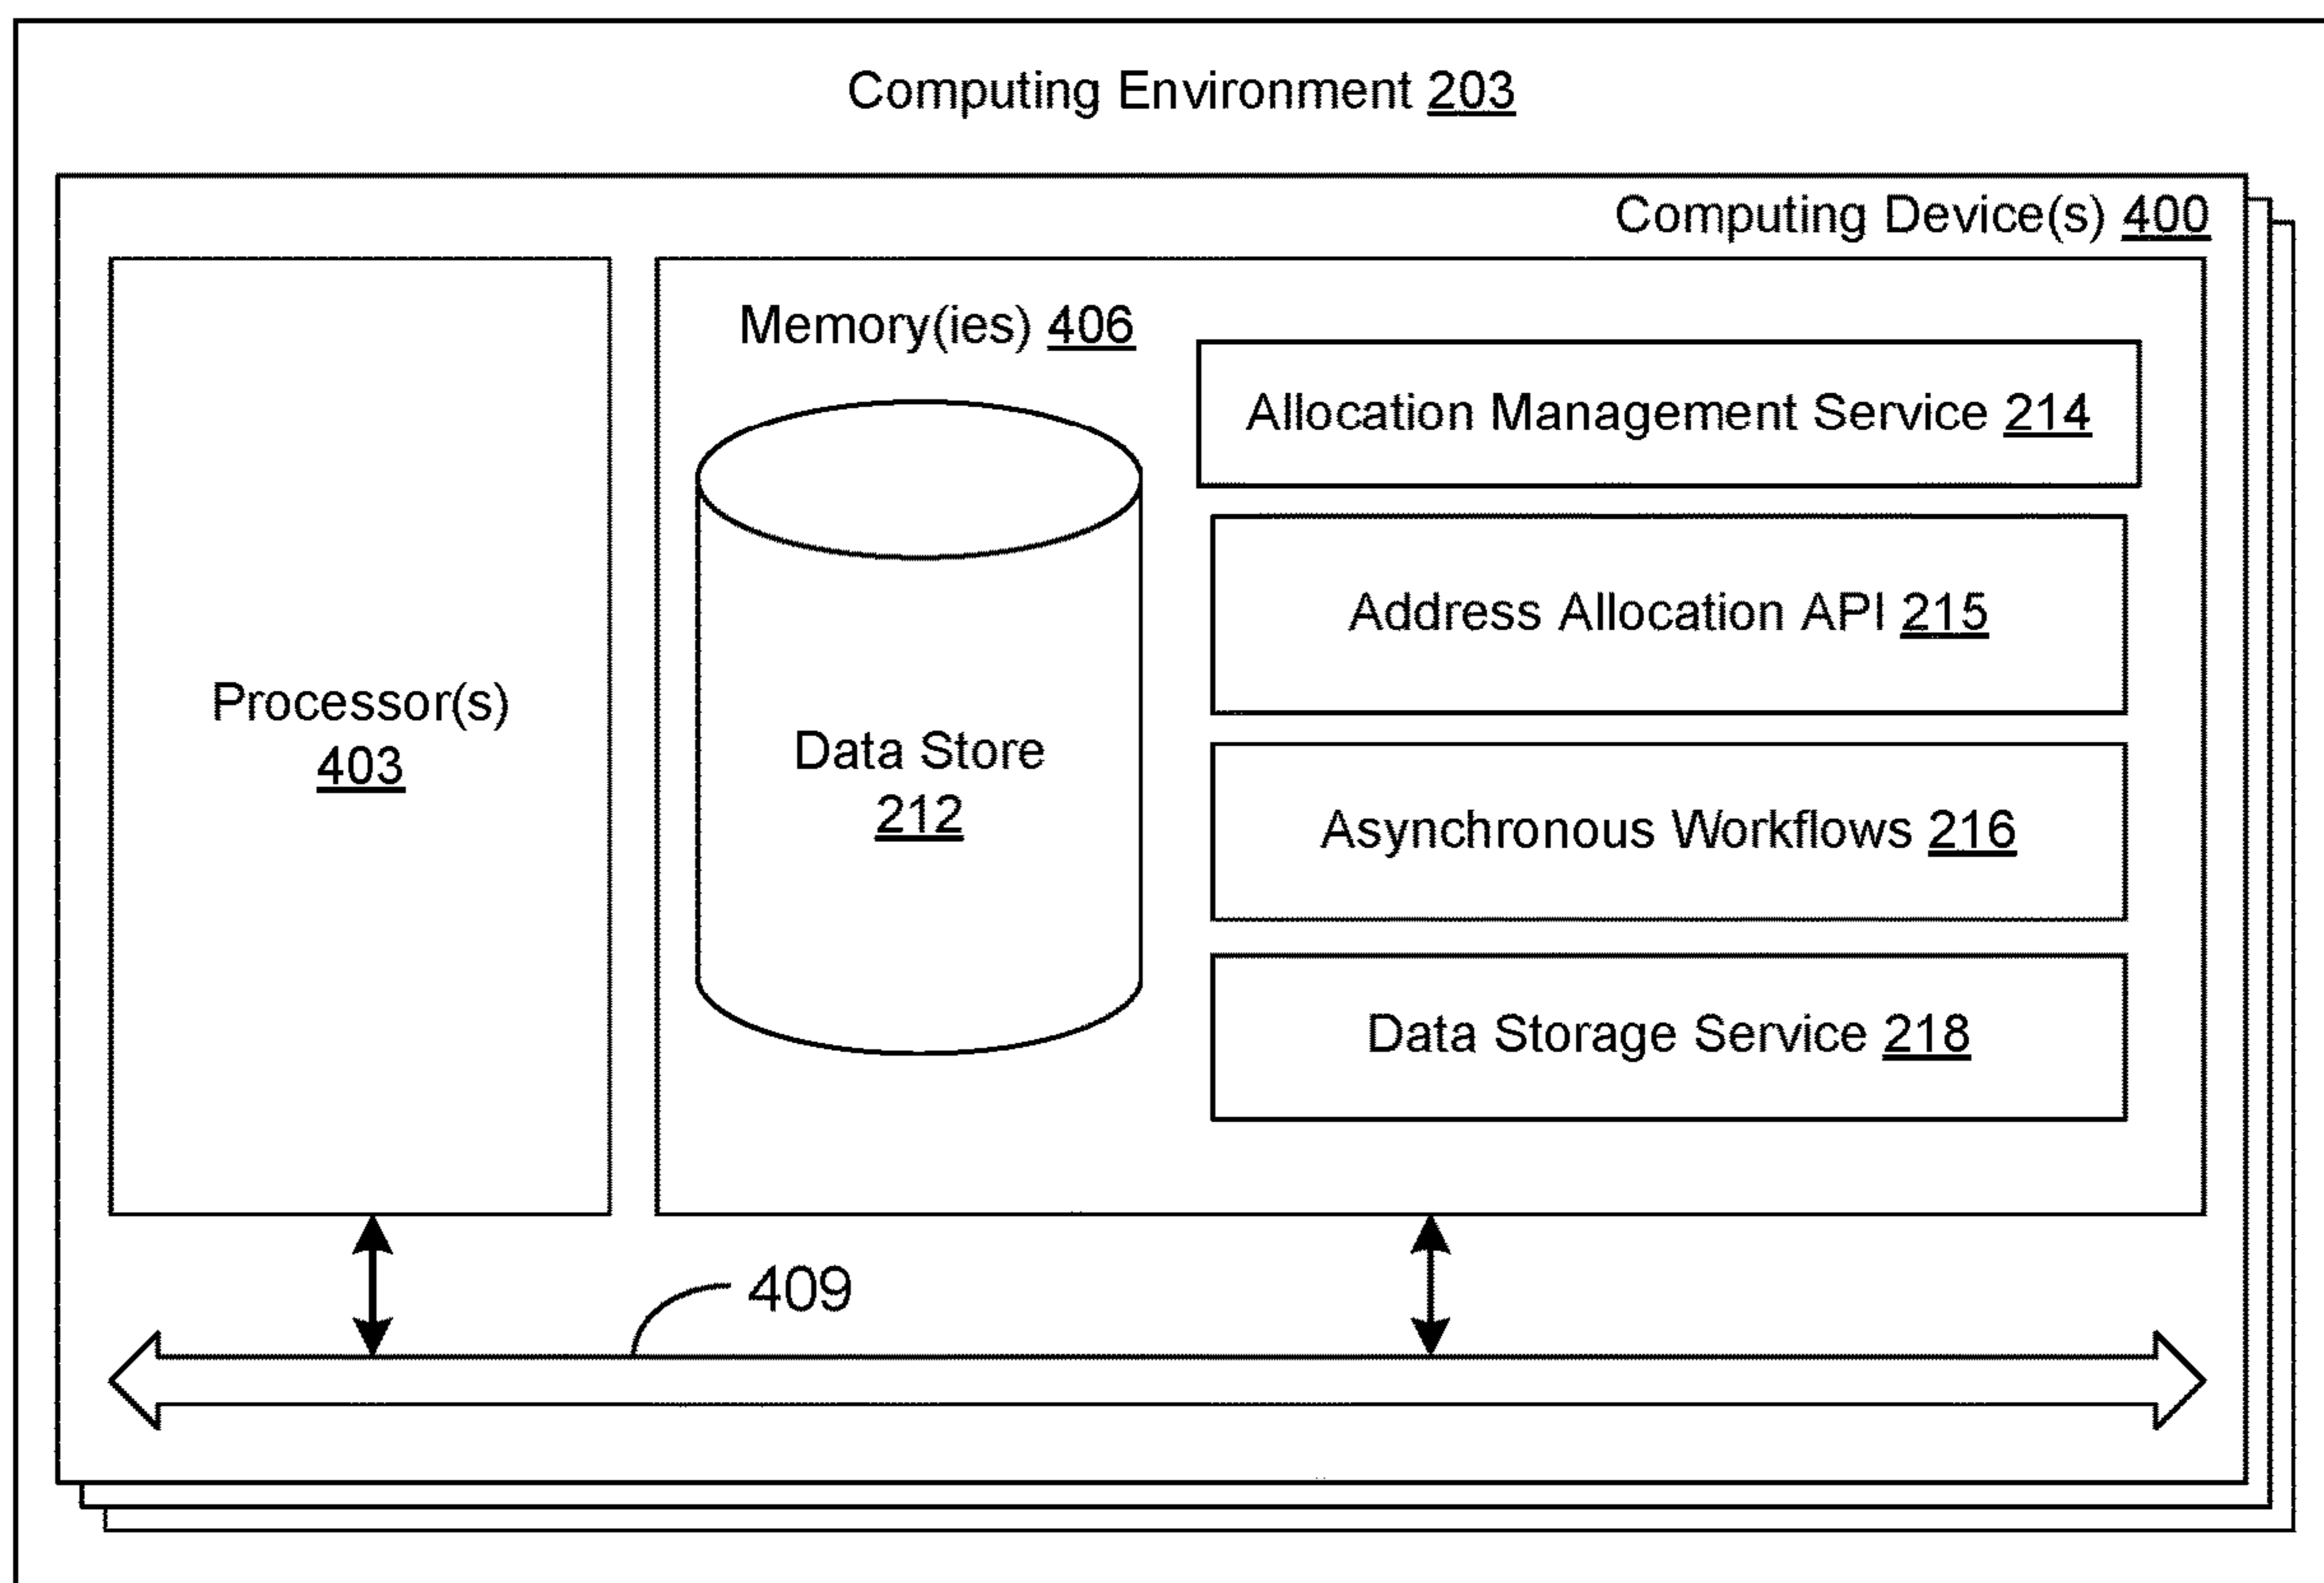 Computing Environment 203
Computing Device(s) 400
Processor(s)
403
Memory(ies) 406
Data Store
212
Allocation Management Service 214
Address Allocation API 215
Asynchronous Workflows 216
Data Storage Service 218
409